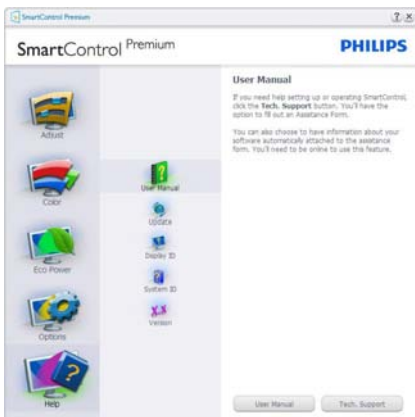 SmartControl Premium
? x
SmartControl Premium
PHILIPS
Adjust
Color
Eco Power
Options
Help
User Manual
Update
Display ID
System ID
Version
User Manual
If you need help setting up or operating SmartControl,
click the Tech. Support button. You'll have the
option to fill out an Assistance Form.
You can also choose to have information about your
software automatically attached to the assistance
form. You'll need to be online to use this feature.
User Manual
Tech. Support